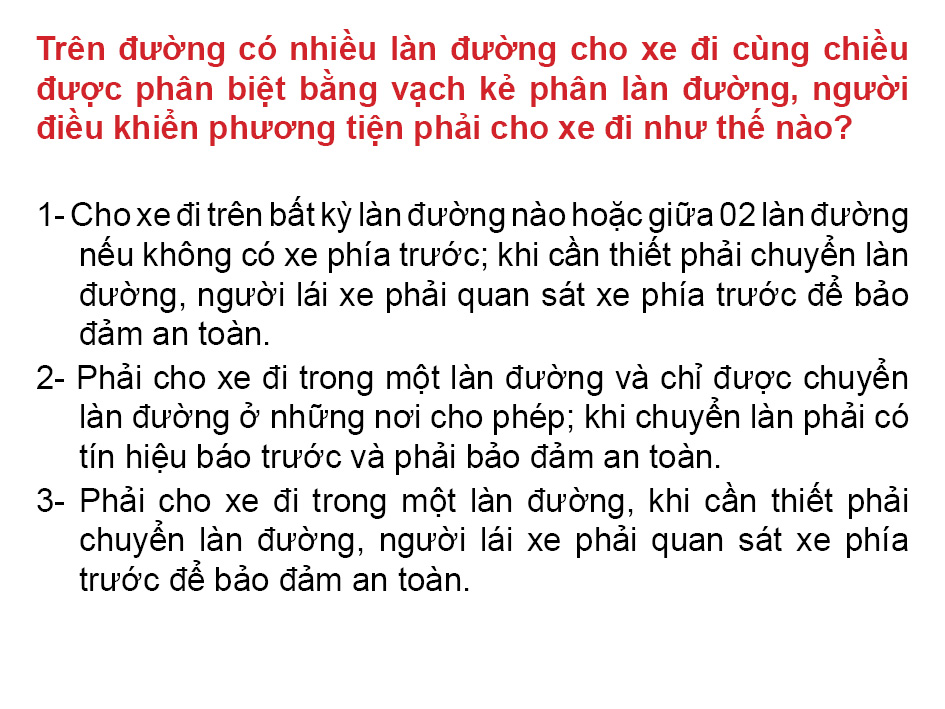 Trên đường có nhiều làn đường cho xe đi cùng chiều
được phân biệt bằng vạch kẻ phân làn đường, người
điều khiển phương tiện phải cho xe đi như thế nào?
1- Cho xe đi trên bất kỳ làn đường nào hoặc giữa 02 làn đường
nếu không có xe phía trước; khi cần thiết phải chuyển làn
đường, người lái xe phải quan sát xe phía trước để bảo
đảm an toàn.
2- Phải cho xe đi trong một làn đường và chỉ được chuyển
làn đường ở những nơi cho phép; khi chuyển làn phải có
tín hiệu báo trước và phải bảo đảm an toàn.
3- Phải cho xe đi trong một làn đường, khi cần thiết phải
chuyển làn đường, người lái xe phải quan sát xe phía
trước để bảo đảm an toàn.